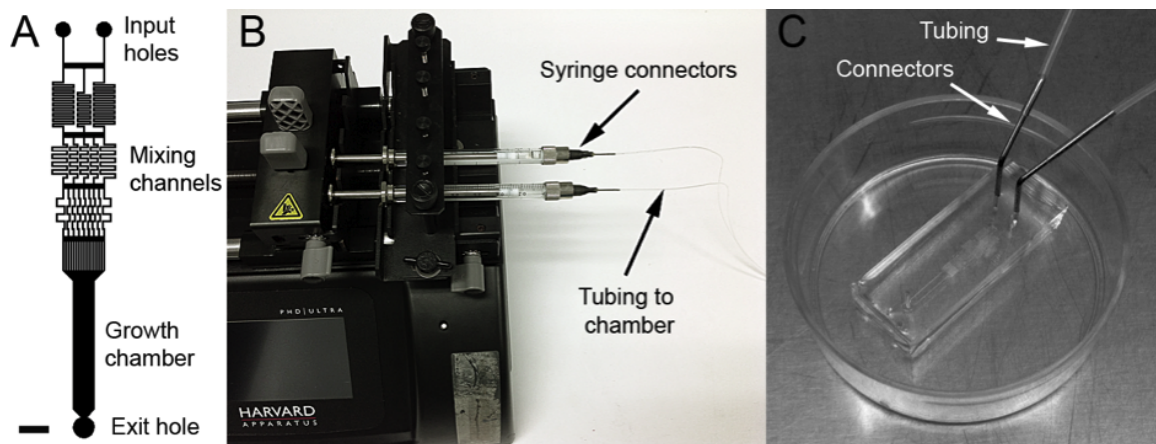 A
Input
holes
Mixing
channels
Growth
chamber
Exit hole
B
Syringe connectors
Tubing to
chamber
PHD|ULTRA
HARVARD
APPARATUS
C
Tubing
Connectors